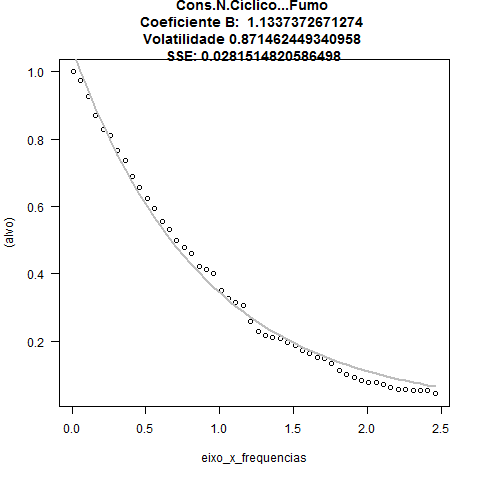 Cons.N.Ciclico...Fumo
Coeficiente B:  1.1337372671274
Volatilidade 0.871462449340958
SSE: 0.0281514820586498
1.0
0.8
0.6
0.4
0.2
(alvo)
0.0 0.5 1.0 1.5 2.0 2.5
eixo_x_frequencias